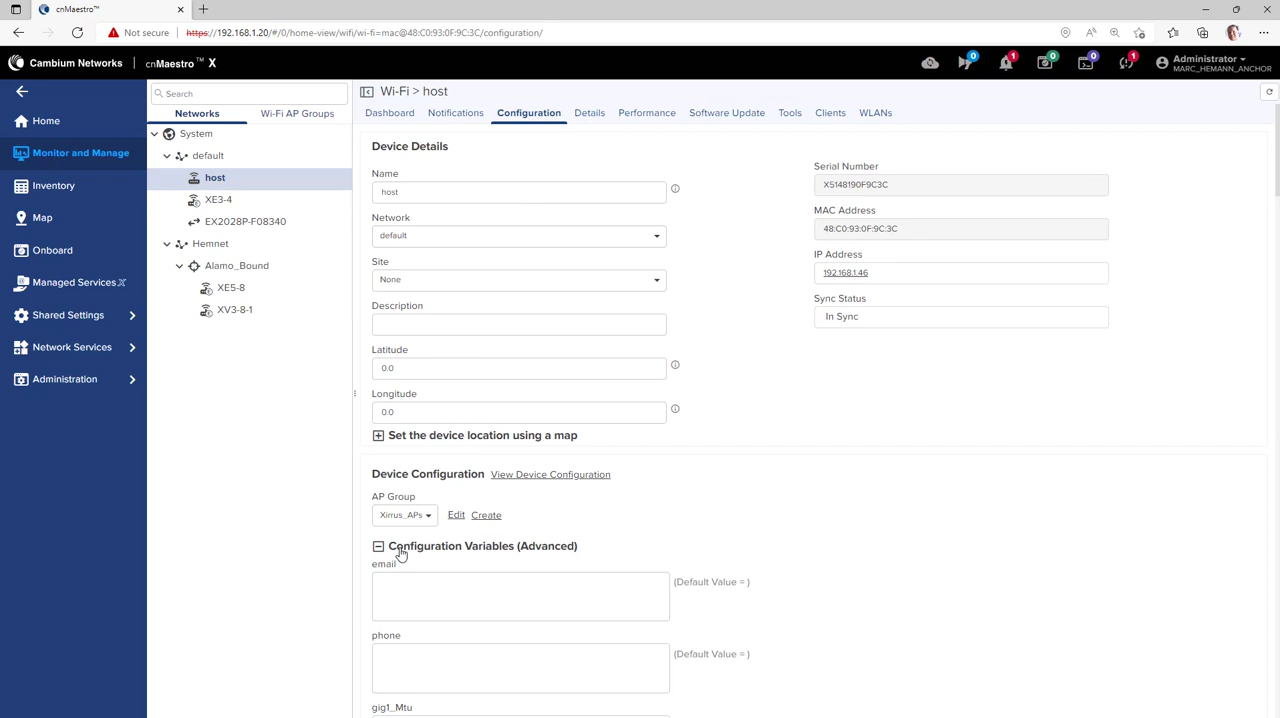 cnMaestro
Not secure
https://192.168.1.20/#/0/home-view/wifi/wi-fi=mac@48:C0:93:0F:9C:3C/configuration/
Cambium Networks™
cnMaestro™ X
0
1
0
0
1
Administrator
MARC_HEMANN_ANCHOR
Home
Monitor and Manage
Inventory
Map
Onboard
Managed Services X
Shared Settings
Network Services
Administration
Search
Networks
Wi-Fi AP Groups
System
default
host
XE3-4
EX2028P-F08340
Hemnet
Alamo_Bound
XE5-8
XV3-8-1
Wi-Fi > host
Dashboard
Notifications
Configuration
Details
Performance
Software Update
Tools
Clients
WLANs
Device Details
Name
host
Network
default
Site
None
Description
Latitude
0.0
Longitude
0.0
Set the device location using a map
Serial Number
X5148190F9C3C
MAC Address
48:C0:93:0F:9C:3C
IP Address
192.168.1.46
Sync Status
In Sync
Device Configuration View Device Configuration
AP Group
Xirrus_APs Edit Create
Configuration Variables (Advanced)
email
(Default Value = )
phone
(Default Value = )
gig1_Mtu